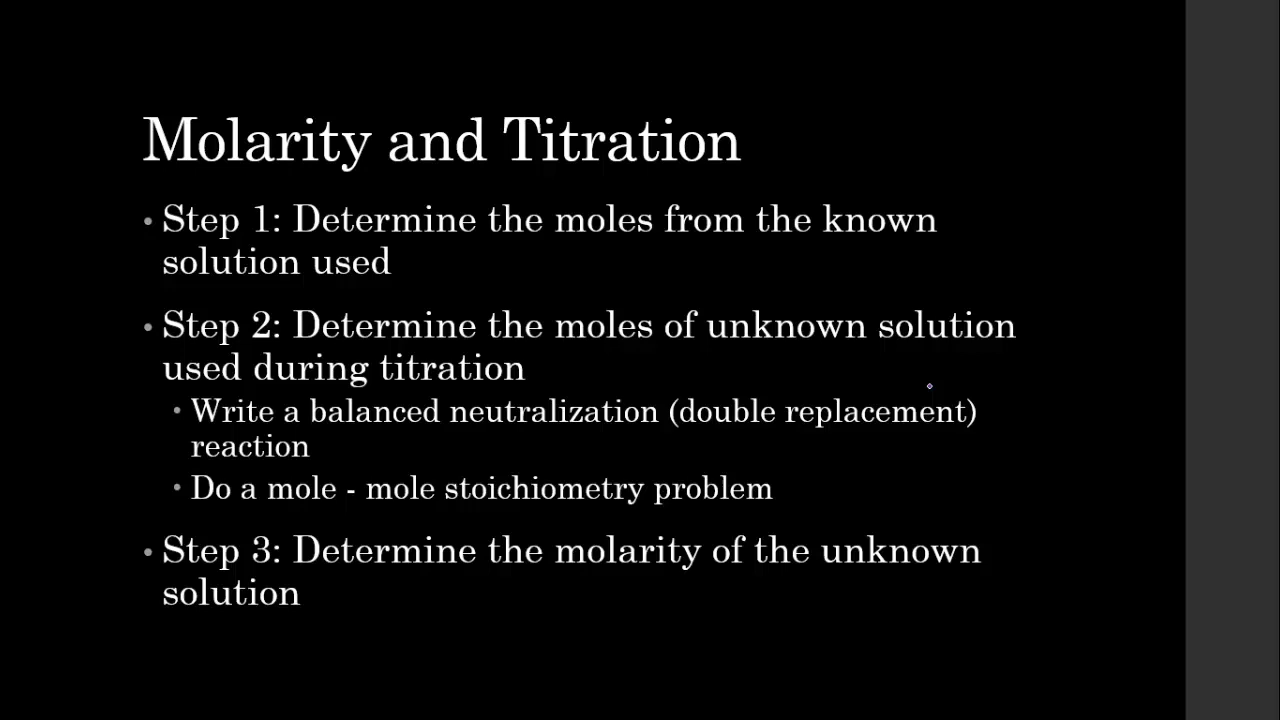 Molarity and Titration
• Step 1: Determine the moles from the known
solution used
• Step 2: Determine the moles of unknown solution
used during titration
• Write a balanced neutralization (double replacement)
reaction
• Do a mole - mole stoichiometry problem
• Step 3: Determine the molarity of the unknown
solution